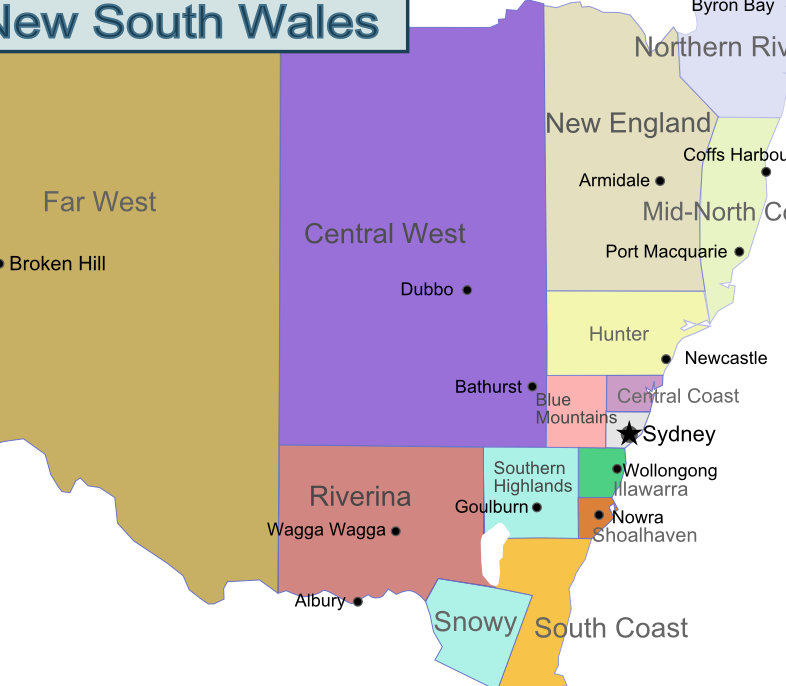 New South Wales
Byron Bay
Northern Riv
New England
Coffs Harbou
Armidale
Far West
Mid-North Co
Central West
Port Macquarie
Broken Hill
Dubbo
Hunter
Newcastle
Bathurst
Blue
Mountains
Central Coast
Sydney
Southern
Highlands
Wollongong
Illawarra
Riverina
Goulburn
Nowra
Shoalhaven
Wagga Wagga
Albury
Snowy
South Coast